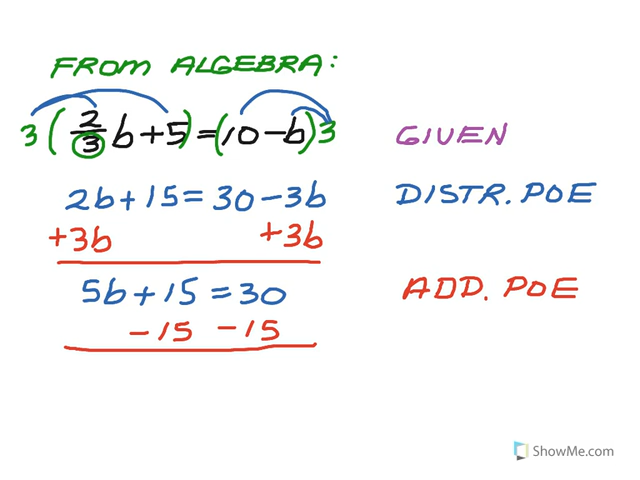 FROM ALGEBRA:
3 ( 2/3 b + 5 ) = ( 10 - b ) 3 GIVEN
2b + 15 = 30 - 3b DISTR. POE
+3b +3b
5b + 15 = 30 ADD. POE
-15 -15
ShowMe.com